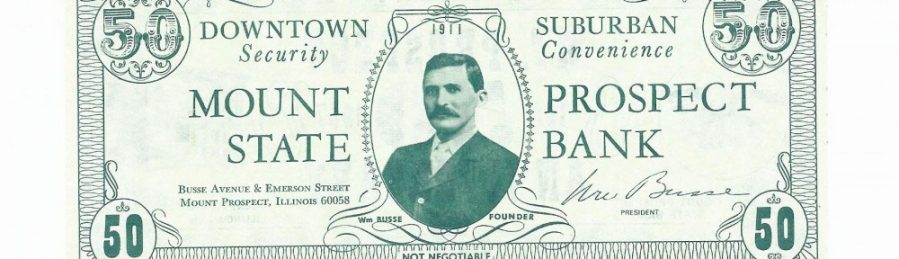 50 DOWNTOWN 1911 SUBURBAN 50
Security Convenience
MOUNT PROSPECT
STATE BANK
BUSSE AVENUE & EMERSON STREET
MOUNT PROSPECT, ILLINOIS 60058
Wm Busse
PRESIDENT
Wm BUSSE FOUNDER
50 50
NOT NEGOTIABLE